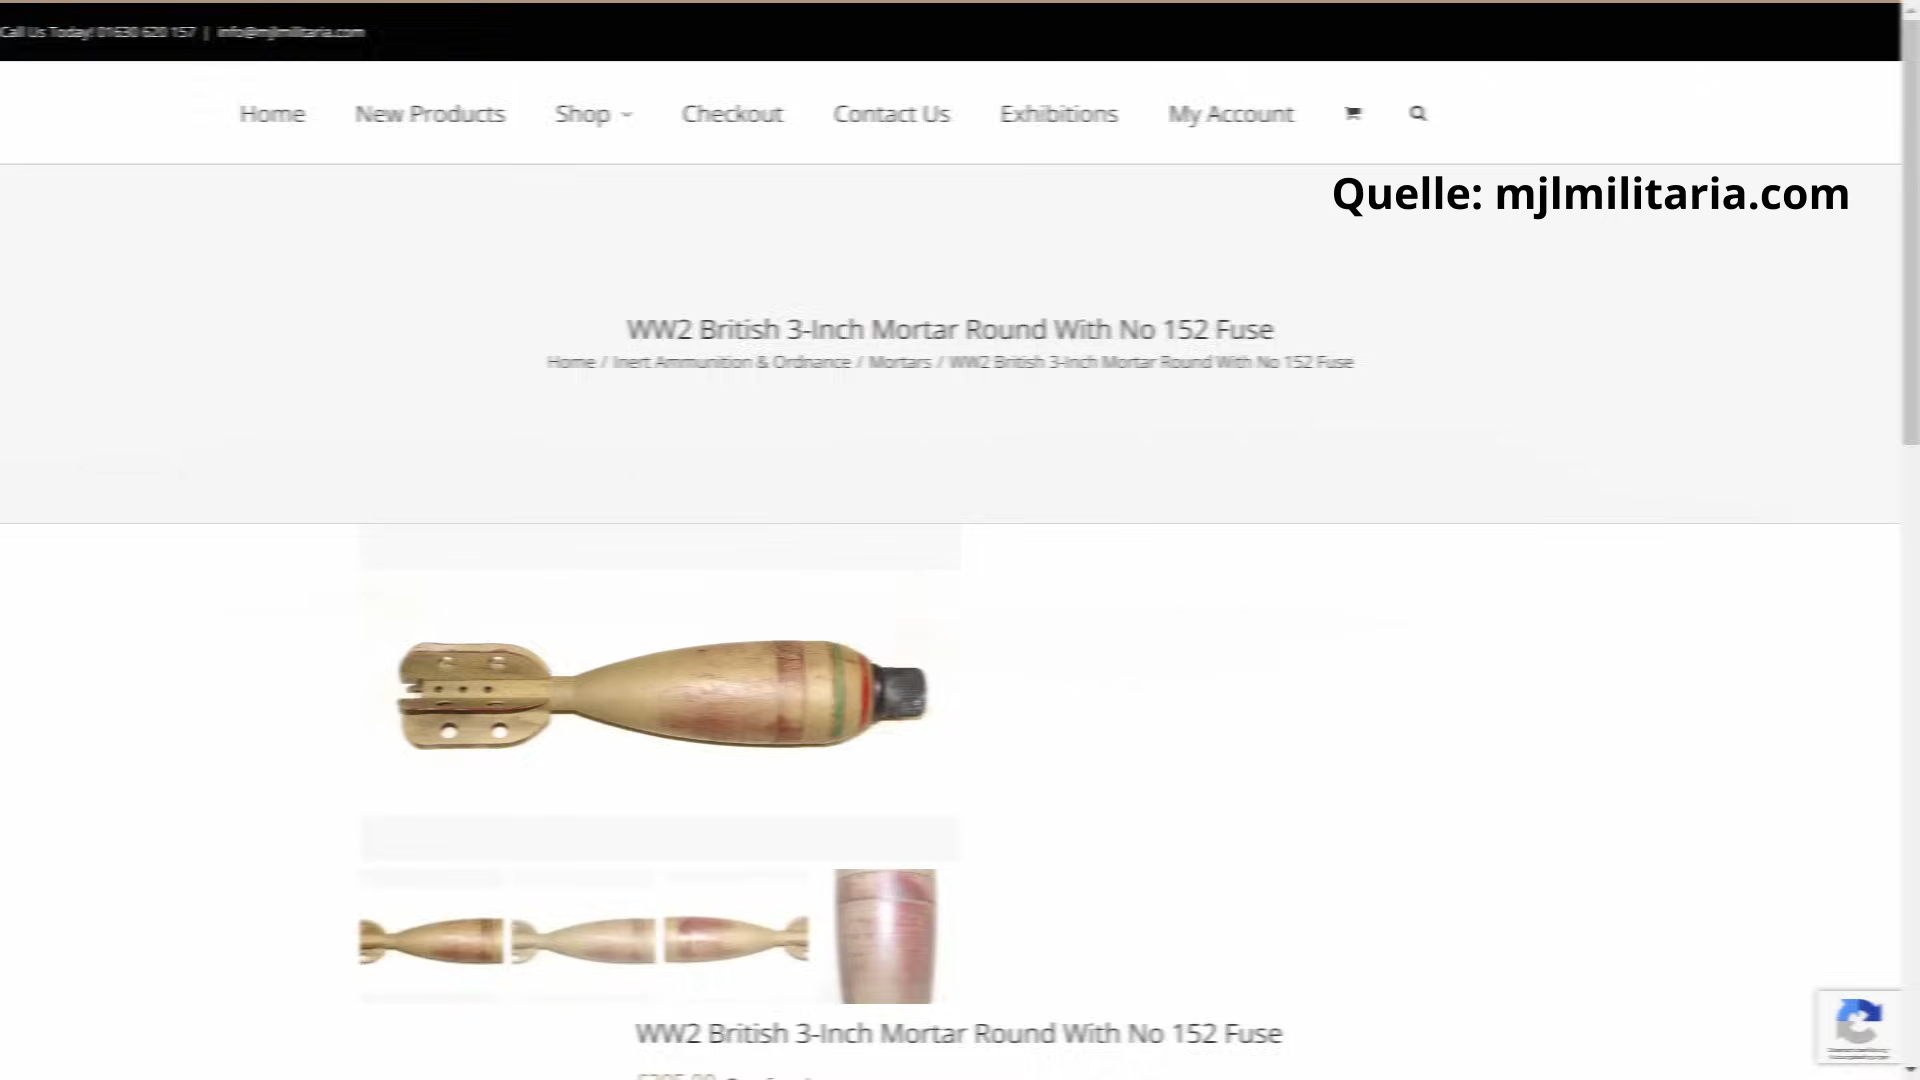 Call Us Today! 01630 620 157 | info@mjlmilitaria.com
Home New Products Shop Checkout Contact Us Exhibitions My Account
Quelle: mjlmilitaria.com
WW2 British 3-Inch Mortar Round With No 152 Fuse
Home / Inert Ammunition & Ordnance / Mortars / WW2 British 3-Inch Mortar Round With No 152 Fuse
WW2 British 3-Inch Mortar Round With No 152 Fuse